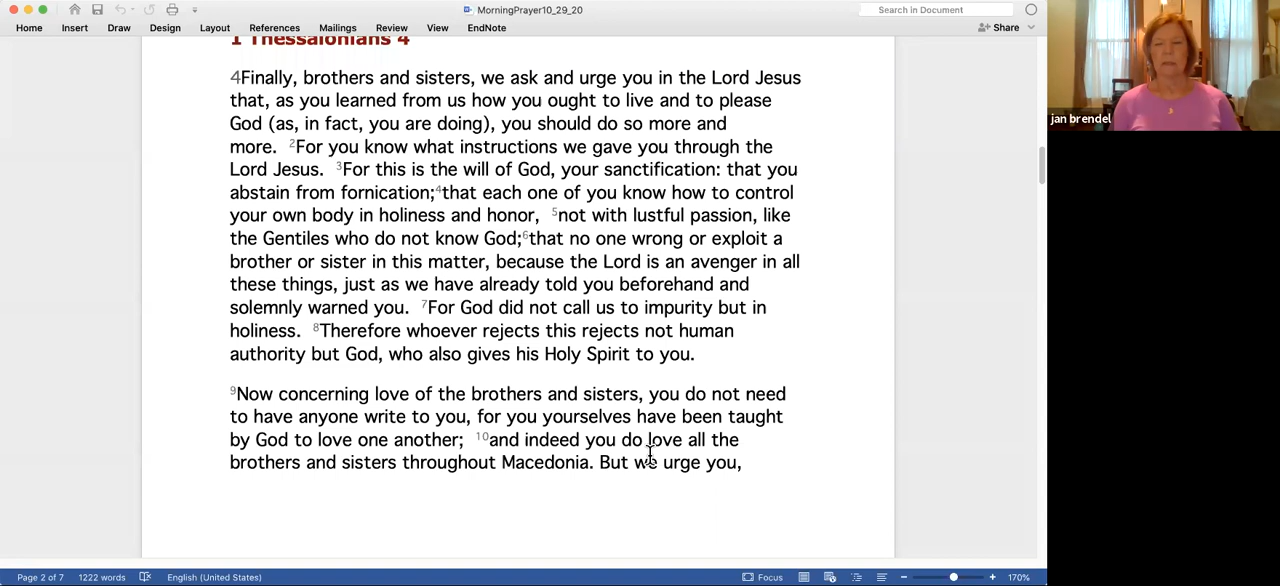 MorningPrayer10_29_20
Search in Document
Home Insert Draw Design Layout References Mailings Review View EndNote Share
1 Thessalonians 4
4Finally, brothers and sisters, we ask and urge you in the Lord Jesus
that, as you learned from us how you ought to live and to please
God (as, in fact, you are doing), you should do so more and
more. 2For you know what instructions we gave you through the
Lord Jesus. 3For this is the will of God, your sanctification: that you
abstain from fornication;4that each one of you know how to control
your own body in holiness and honor, 5not with lustful passion, like
the Gentiles who do not know God;6that no one wrong or exploit a
brother or sister in this matter, because the Lord is an avenger in all
these things, just as we have already told you beforehand and
solemnly warned you. 7For God did not call us to impurity but in
holiness. 8Therefore whoever rejects this rejects not human
authority but God, who also gives his Holy Spirit to you.
9Now concerning love of the brothers and sisters, you do not need
to have anyone write to you, for you yourselves have been taught
by God to love one another; 10and indeed you do love all the
brothers and sisters throughout Macedonia. But we urge you,
jan brendel
Page 2 of 7 1222 words English (United States) Focus 170%